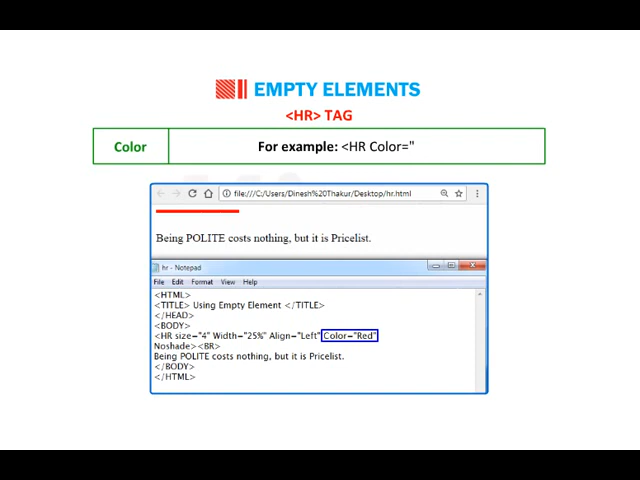 EMPTY ELEMENTS
<HR> TAG
Color
For example: <HR Color="
file:///C:/Users/Dinesh%20Thakur/Desktop/hr.html
Being POLITE costs nothing, but it is Pricelist.
hr - Notepad
File Edit Format View Help
<HTML>
<TITLE> Using Empty Element </TITLE>
</HEAD>
<BODY>
<HR size="4" Width="25%" Align="Left" Color="Red"
Noshade><BR>
Being POLITE costs nothing, but it is Pricelist.
</BODY>
</HTML>